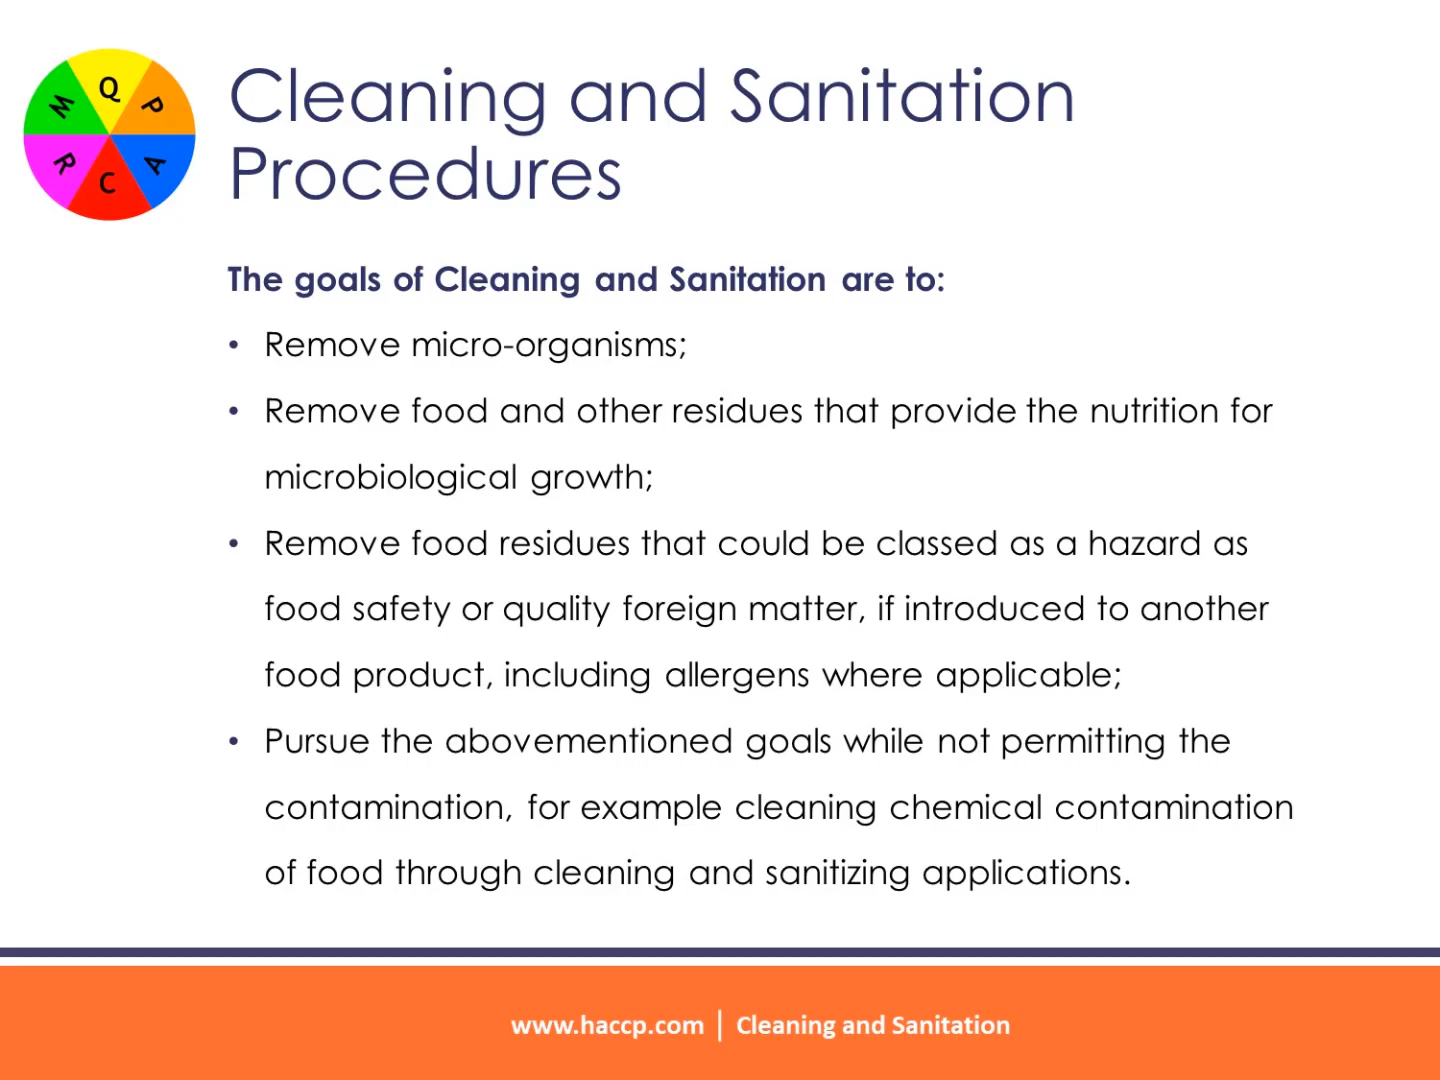 Q
P
A
C
R
M
Cleaning and Sanitation
Procedures
The goals of Cleaning and Sanitation are to:
• Remove micro-organisms;
• Remove food and other residues that provide the nutrition for
microbiological growth;
• Remove food residues that could be classed as a hazard as
food safety or quality foreign matter, if introduced to another
food product, including allergens where applicable;
• Pursue the abovementioned goals while not permitting the
contamination, for example cleaning chemical contamination
of food through cleaning and sanitizing applications.
www.haccp.com | Cleaning and Sanitation